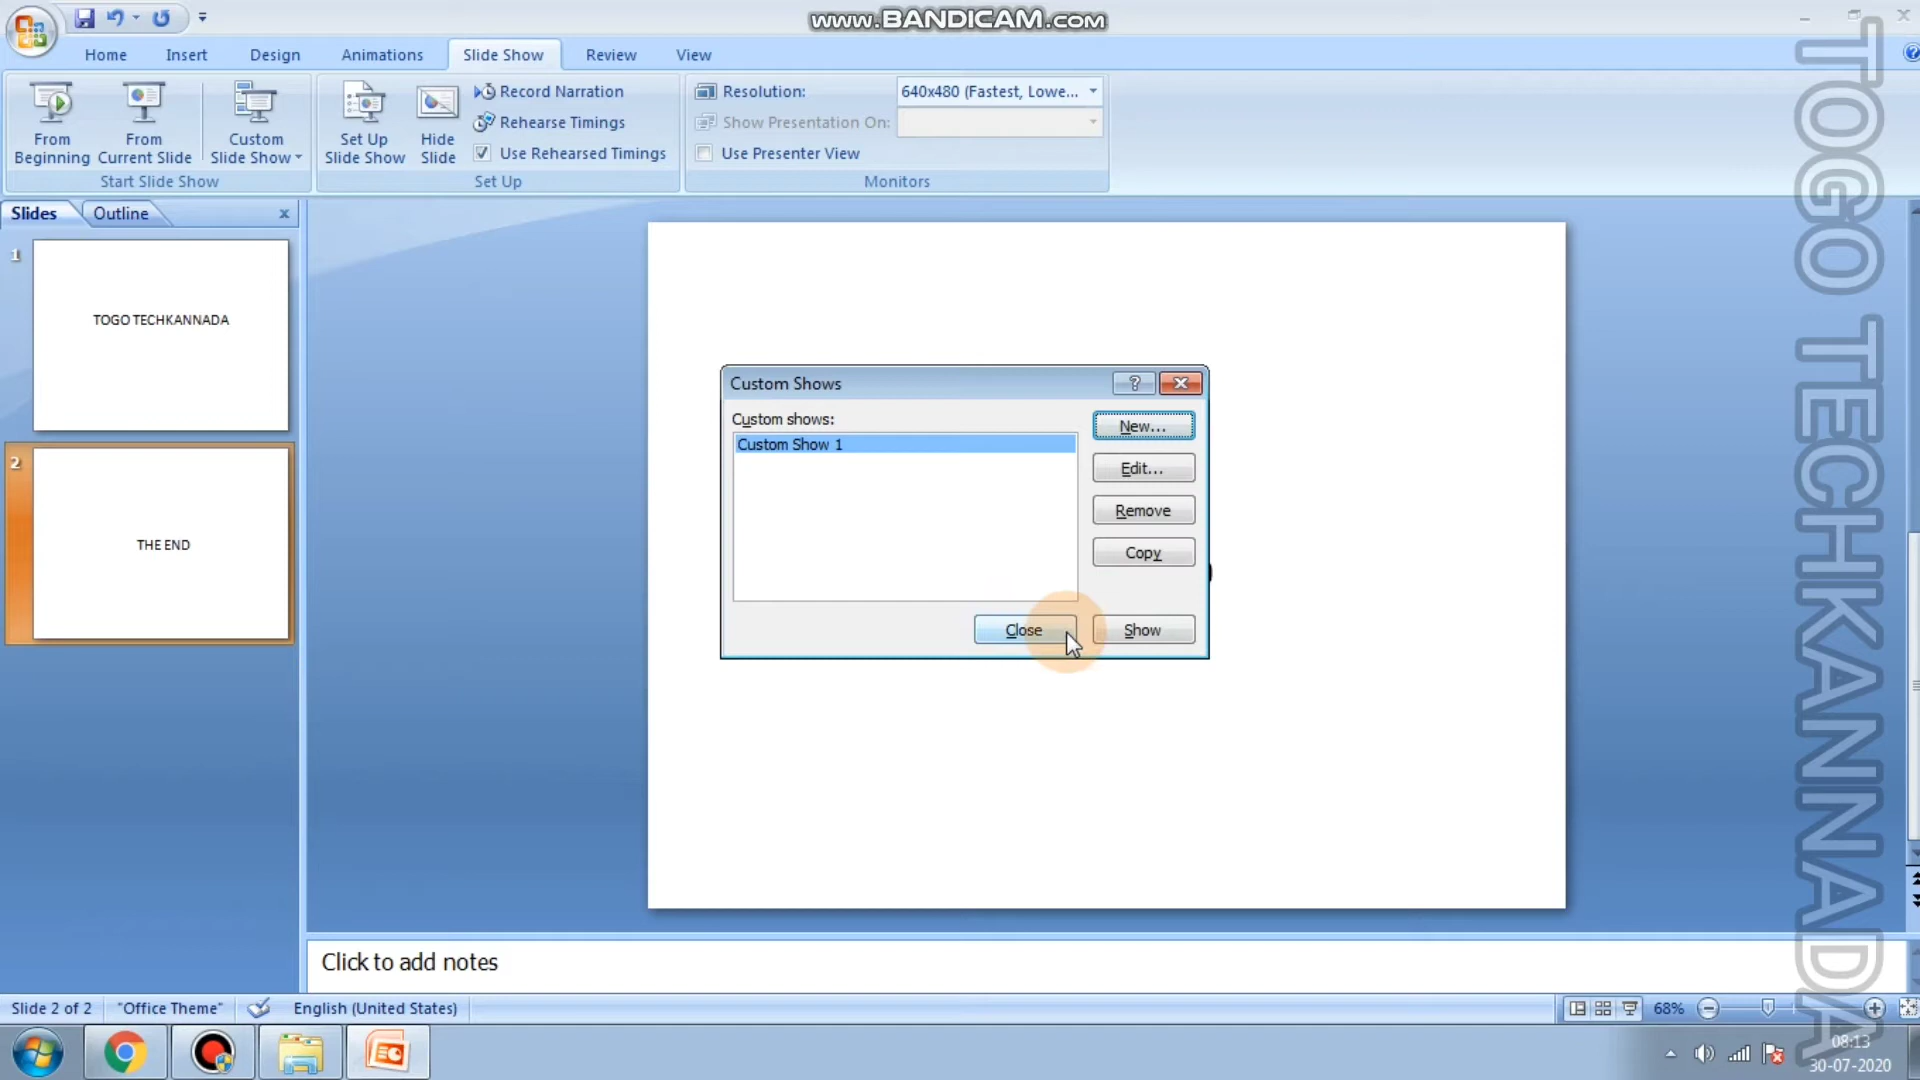 www.BANDICAM.com
Home Insert Design Animations Slide Show Review View
From Beginning
From Current Slide
Custom Slide Show
Start Slide Show
Set Up Slide Show
Hide Slide
Record Narration
Rehearse Timings
Use Rehearsed Timings
Set Up
Resolution: 640x480 (Fastest, Lowe...
Show Presentation On:
Use Presenter View
Monitors
Slides Outline
1
TOGO TECHKANNADA
2
THE END
Custom Shows
Custom shows:
Custom Show 1
New...
Edit...
Remove
Copy
Close
Show
Click to add notes
Slide 2 of 2 "Office Theme" English (United States) 68%
08:13
30-07-2020
TOGO TECHKANNADA